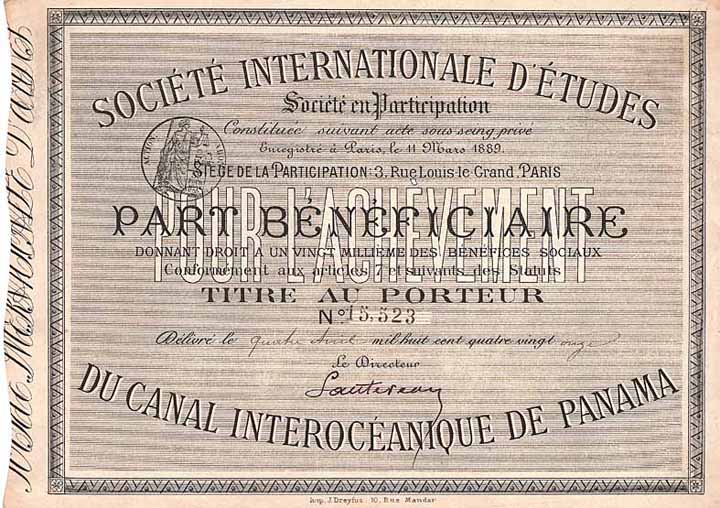 SOCIÉTÉ INTERNATIONALE D'ÉTUDES
Société en Participation
Constituée suivant acte sous seing privé
Enregistré à Paris, le 11 Mars 1889.
SIÈGE DE LA PARTICIPATION: 3, Rue Louis-le-Grand, PARIS
POUR L'ACHÈVEMENT
PART BÉNÉFICIAIRE
DONNANT DROIT A UN VINGT MILLIÈME DES BÉNÉFICES SOCIAUX
Conformément aux articles 7 et suivants des Statuts
TITRE AU PORTEUR
No. 15,523
Délivré le quatre Avril mil huit cent quatre vingt onze
Le Directeur
DU CANAL INTEROCÉANIQUE DE PANAMA
Imp. J. Dreyfus. 10, Rue Mandar